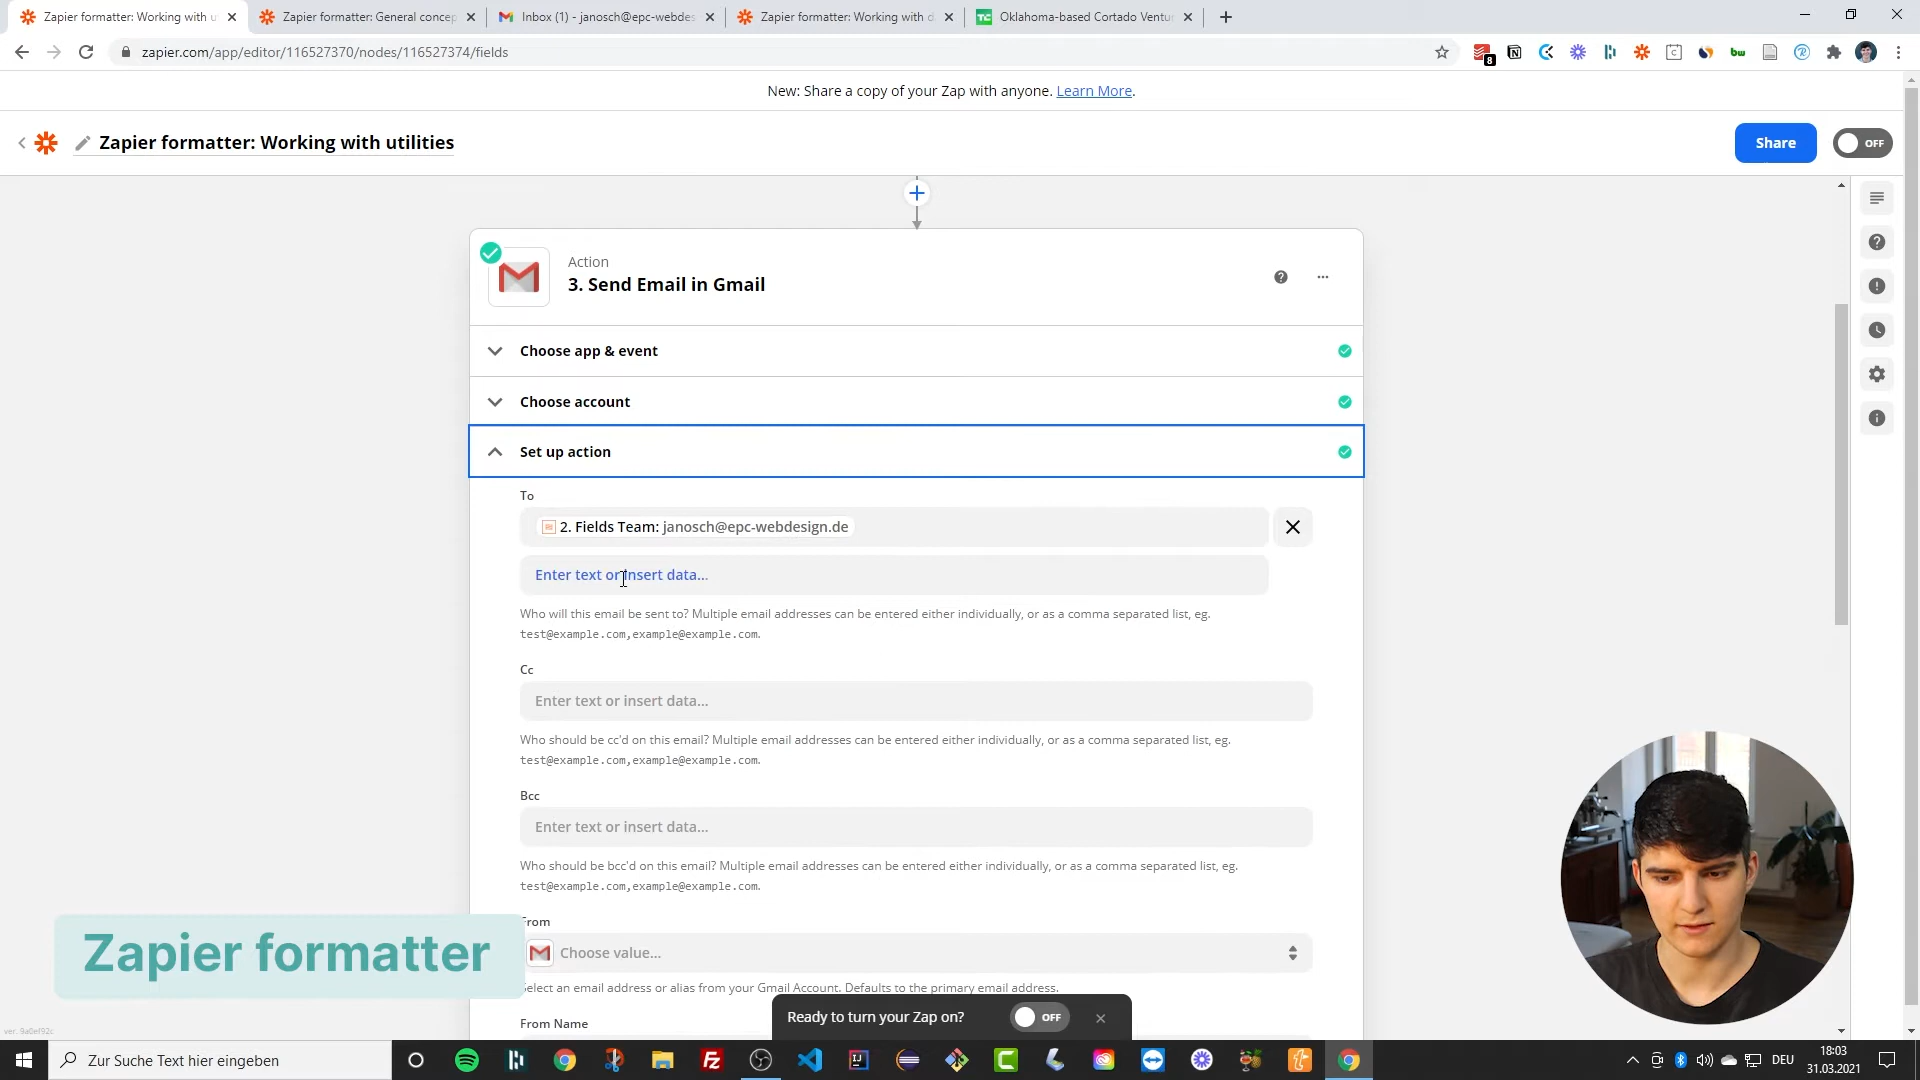 Zapier formatter: Working with u
Zapier formatter: General concep
Inbox (1) - janosch@epc-webdes
Zapier formatter: Working with d
TC
Oklahoma-based Cortado Ventu
zapier.com/app/editor/116527370/nodes/116527374/fields
8
bw
New: Share a copy of your Zap with anyone. Learn More.
Zapier formatter: Working with utilities
Share
OFF
Action
3. Send Email in Gmail
Choose app & event
Choose account
Set up action
To
2. Fields Team: janosch@epc-webdesign.de
Enter text or insert data...
Who will this email be sent to? Multiple email addresses can be entered either individually, or as a comma separated list, eg.
test@example.com,example@example.com.
Cc
Enter text or insert data...
Who should be cc'd on this email? Multiple email addresses can be entered either individually, or as a comma separated list, eg.
test@example.com,example@example.com.
Bcc
Enter text or insert data...
Who should be bcc'd on this email? Multiple email addresses can be entered either individually, or as a comma separated list, eg.
test@example.com,example@example.com.
From
Choose value...
Select an email address or alias from your Gmail Account. Defaults to the primary email address.
From Name
Zapier formatter
Ready to turn your Zap on?
OFF
ver. 9a0ef92c
Zur Suche Text hier eingeben
DEU
18:03
31.03.2021